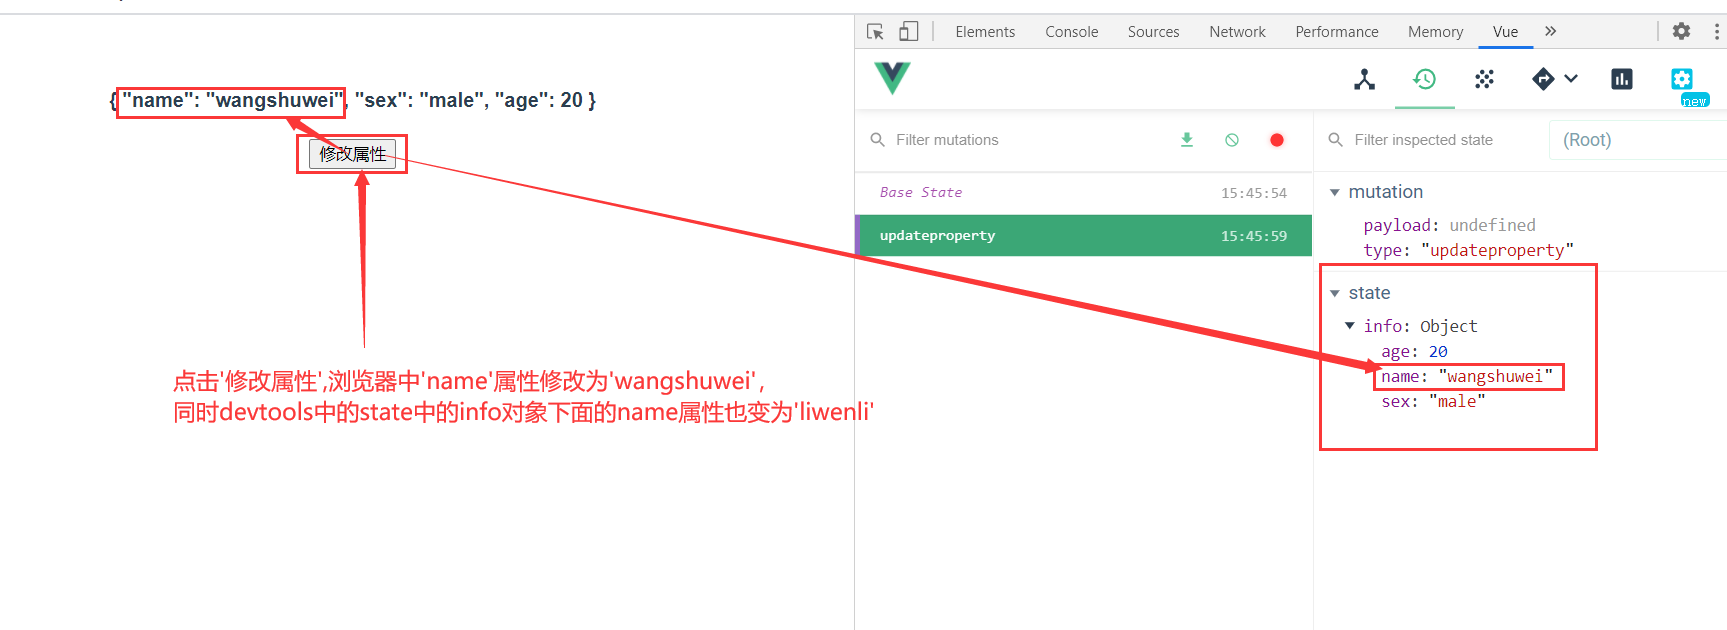 Elements Console Sources Network Performance Memory Vue »
new
{ "name": "wangshuwei", "sex": "male", "age": 20 }
修改属性
Filter mutations
Filter inspected state
(Root)
Base State 15:45:54
updateproperty 15:45:59
mutation
payload: undefined
type: "updateproperty"
state
info: Object
age: 20
name: "wangshuwei"
sex: "male"
点击'修改属性',浏览器中'name'属性修改为'wangshuwei',
同时devtools中的state中的info对象下面的name属性也变为'liwenli'